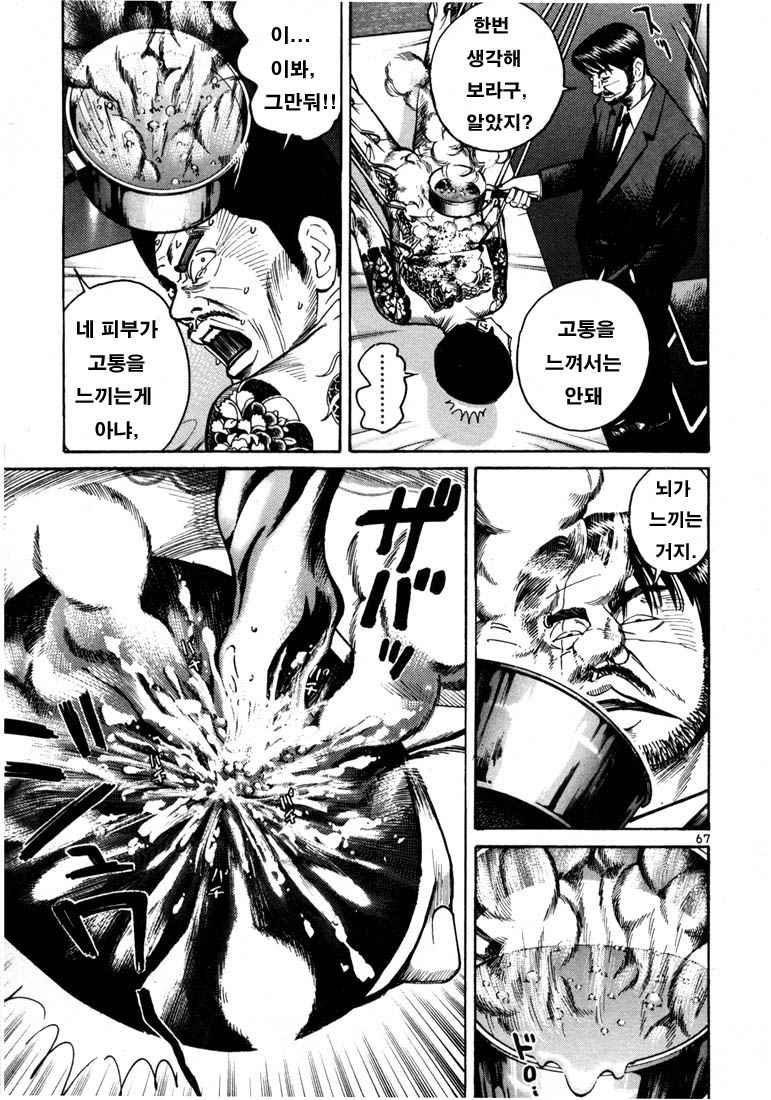 한번
생각해
보라구,
알았지?
고통을
느껴서는
안돼
………
이…
이봐,
그만둬!!
네 피부가
고통을
느끼는게
아냐,
뇌가
느끼는
거지.
67
ドロ
ザバッ